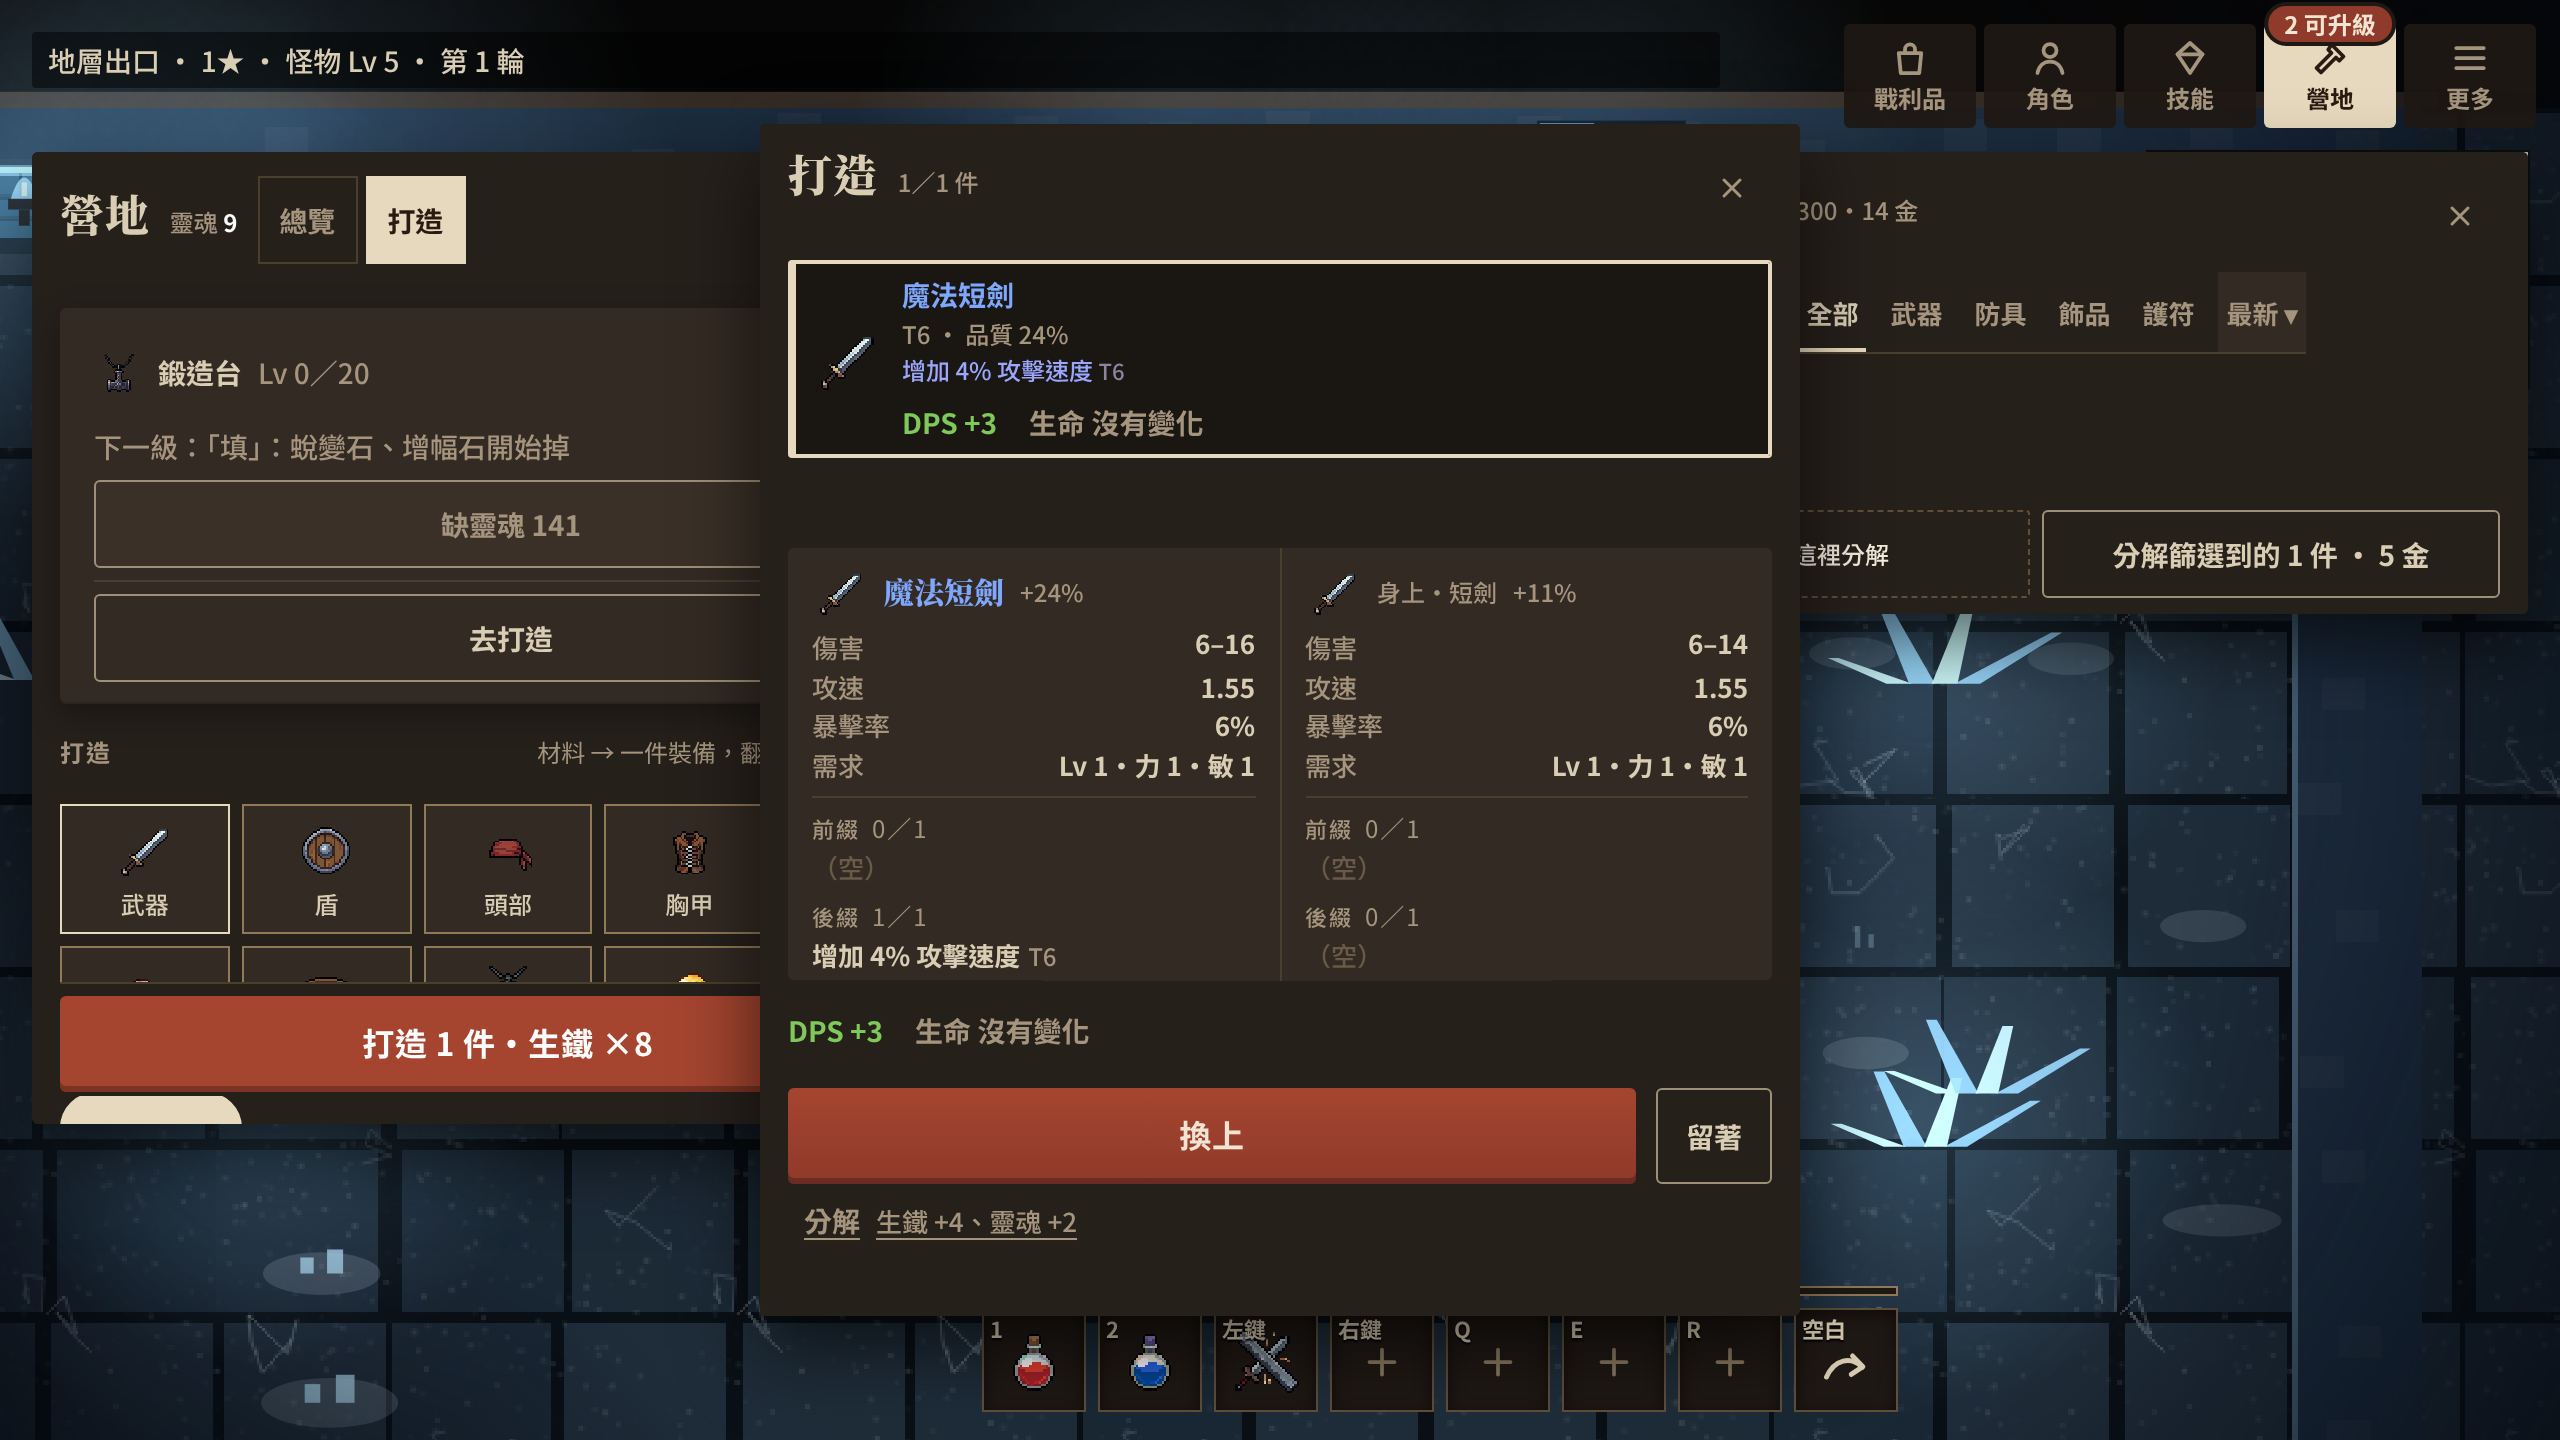 地層出口 · 1★ · 怪物 Lv 5 · 第 1 輪
戰利品
角色
技能
2 可升級
營地
更多
營地 靈魂 9 總覽 打造
鍛造台 Lv 0／20
下一級：「填」：蛻變石、增幅石開始掉
缺靈魂 141
去打造
打造 材料 → 一件裝備，翻
武器
盾
頭部
胸甲
打造 1 件・生鐵 ×8
打造 1／1 件
魔法短劍
T6 · 品質 24%
增加 4% 攻擊速度 T6
DPS +3 生命 沒有變化
魔法短劍 +24%
傷害 6–16
攻速 1.55
暴擊率 6%
需求 Lv 1・力 1・敏 1
前綴 0／1
（空）
後綴 1／1
增加 4% 攻擊速度 T6
身上・短劍 +11%
傷害 6–14
攻速 1.55
暴擊率 6%
需求 Lv 1・力 1・敏 1
前綴 0／1
（空）
後綴 0／1
（空）
DPS +3 生命 沒有變化
換上
留著
分解 生鐵 +4、靈魂 +2
300・14 金
全部 武器 防具 飾品 護符 最新 ▾
這裡分解
分解篩選到的 1 件 · 5 金
1
2
左鍵
右鍵
Q
E
R
空白